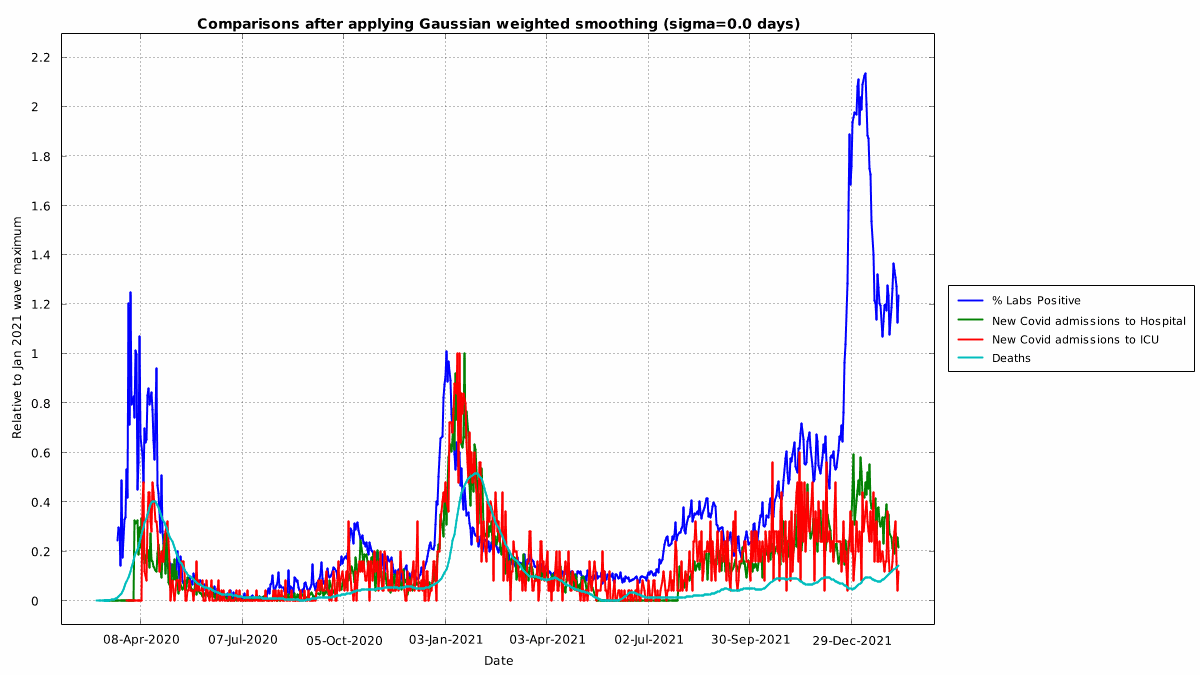 Comparisons after applying Gaussian weighted smoothing (sigma=0.0 days)
Relative to Jan 2021 wave maximum
2.2
2
1.8
1.6
1.4
1.2
1
0.8
0.6
0.4
0.2
0
08-Apr-2020 07-Jul-2020 05-Oct-2020 03-Jan-2021 03-Apr-2021 02-Jul-2021 30-Sep-2021 29-Dec-2021
Date
% Labs Positive
New Covid admissions to Hospital
New Covid admissions to ICU
Deaths